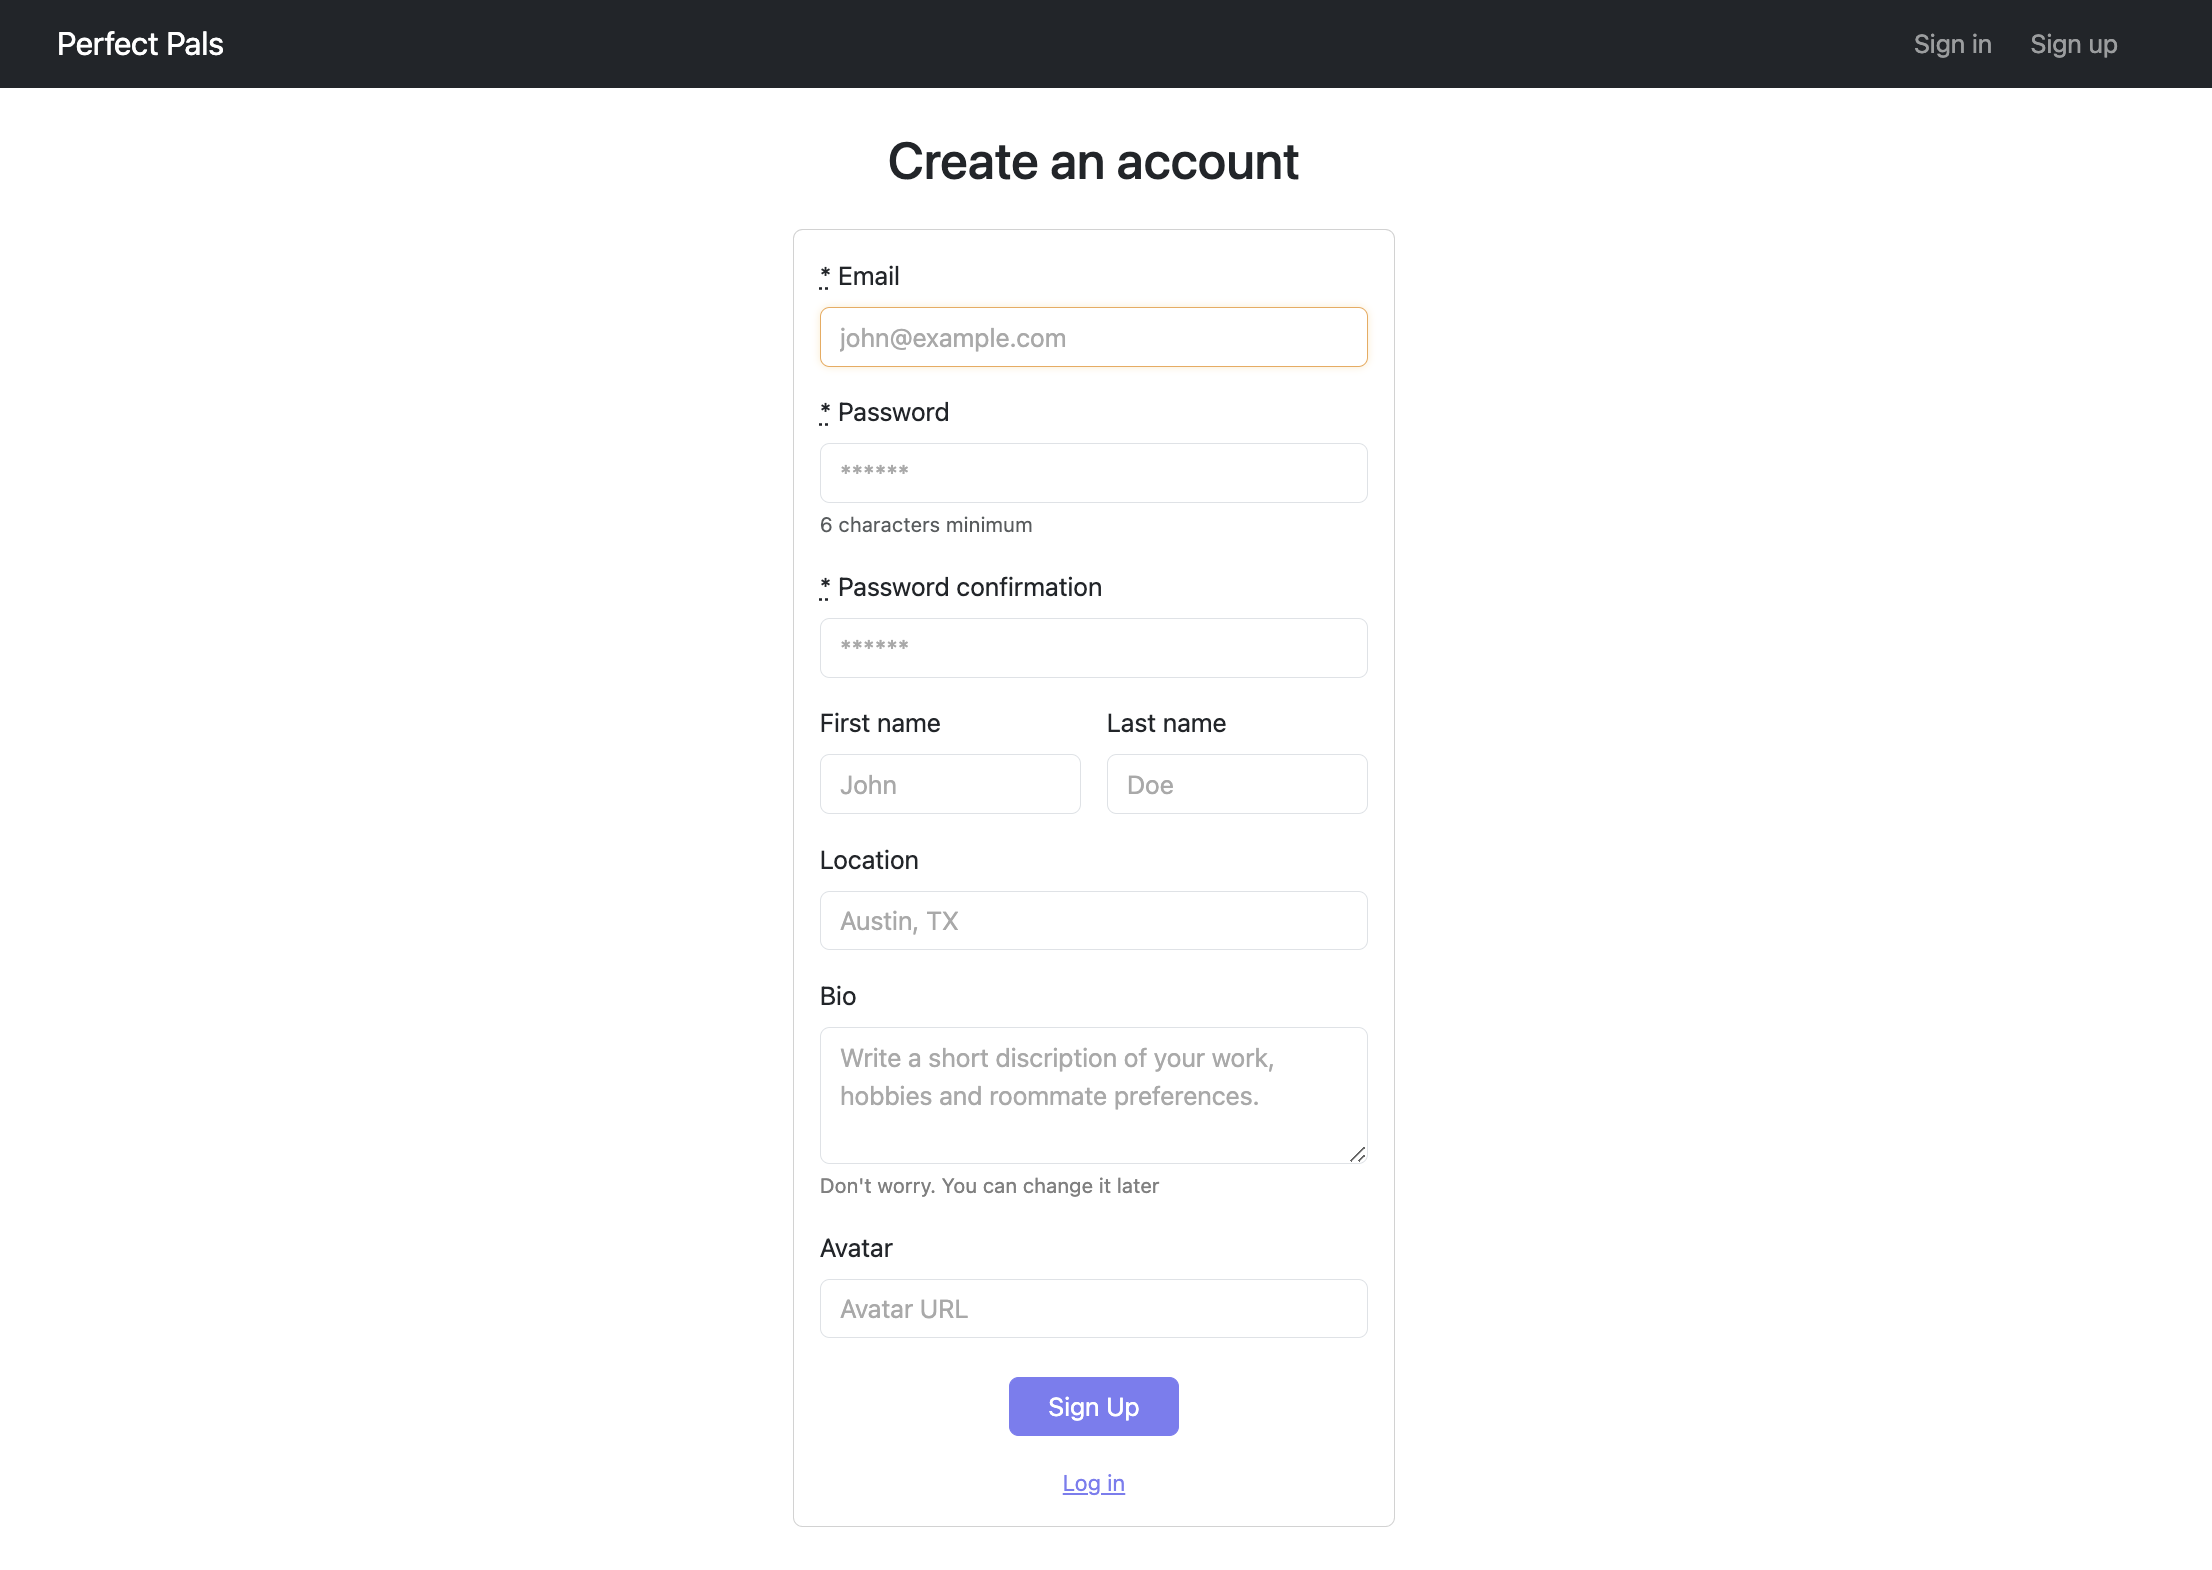 Perfect Pals
Sign in
Sign up
Create an account
* Email
john@example.com
* Password
******
6 characters minimum
* Password confirmation
******
First name
Last name
John
Doe
Location
Austin, TX
Bio
Write a short discription of your work,
hobbies and roommate preferences.
Don't worry. You can change it later
Avatar
Avatar URL
Sign Up
Log in